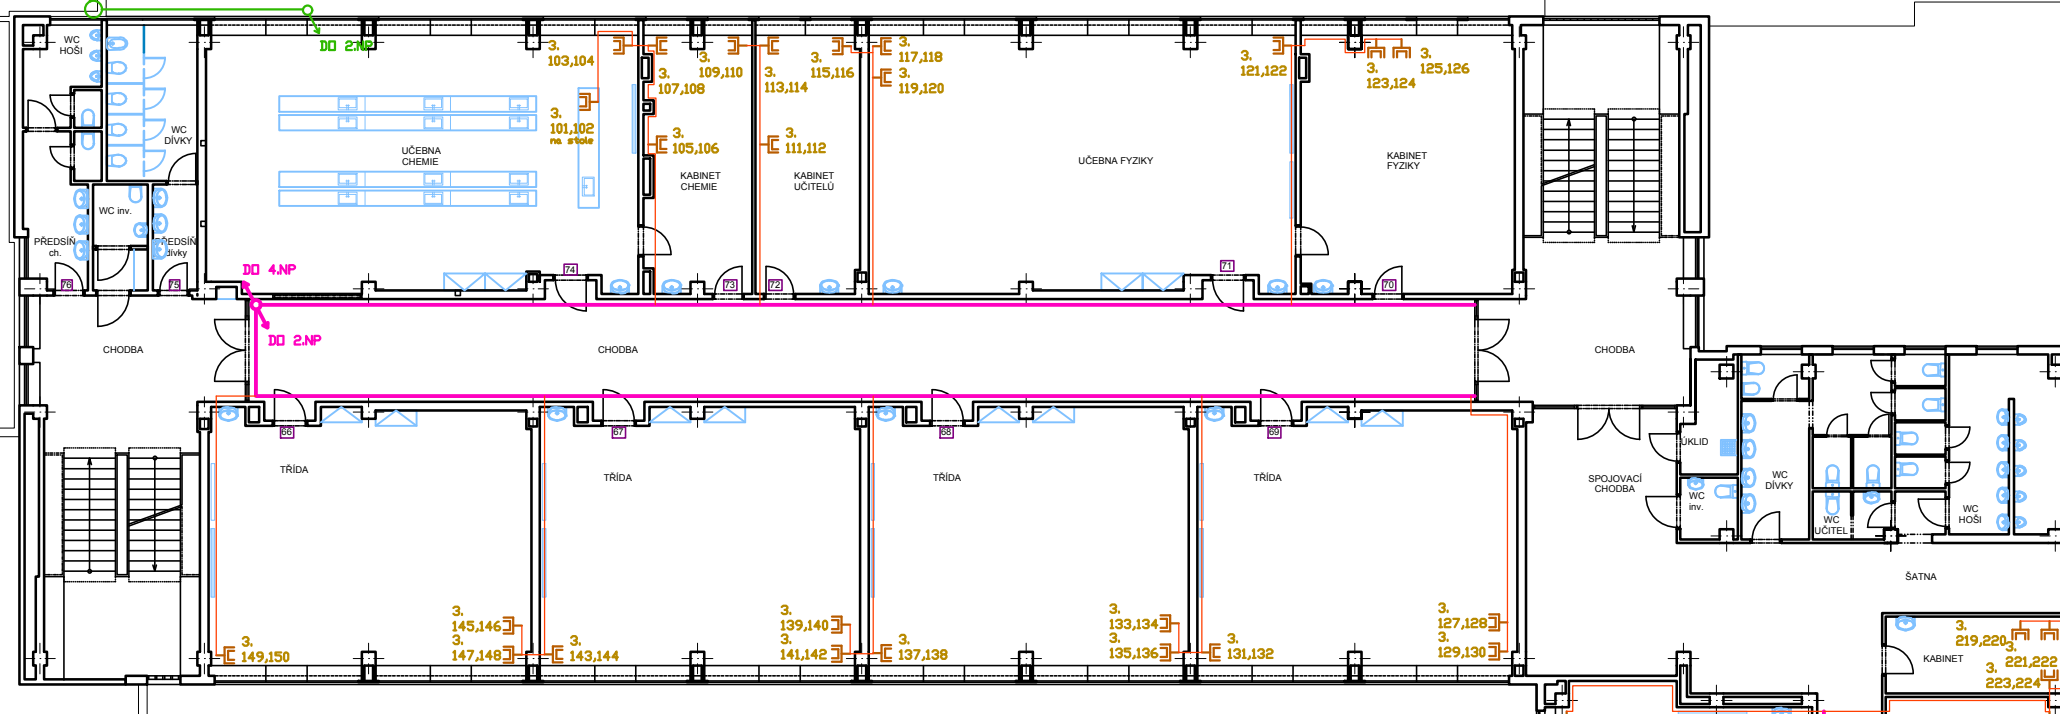 DO 2.NP
WC
HOŠI
WC
DÍVKY
WC inv.
PŘEDSÍŇ
ch.
PŘEDSÍŇ
dívky
76
75
UČEBNA
CHEMIE
3.
103,104
3.
101,102
na stole
3.
107,108
3.
109,110
3.
105,106
KABINET
CHEMIE
3.
113,114
3.
115,116
3.
111,112
KABINET
UČITELŮ
3.
117,118
3.
119,120
UČEBNA FYZIKY
3.
121,122
3.
123,124
3.
125,126
KABINET
FYZIKY
74
73
72
71
70
DO 4.NP
DO 2.NP
CHODBA
CHODBA
CHODBA
66
67
68
69
TŘÍDA
TŘÍDA
TŘÍDA
TŘÍDA
SPOJOVACÍ
CHODBA
ÚKLID
WC
inv.
WC
DÍVKY
WC
UČITEL
WC
HOŠI
ŠATNA
3.
149,150
3.
145,146
3.
147,148
3.
143,144
3.
139,140
3.
141,142
3.
137,138
3.
133,134
3.
135,136
3.
131,132
3.
127,128
3.
129,130
3.
219,220
3.
221,222
3.
223,224
KABINET